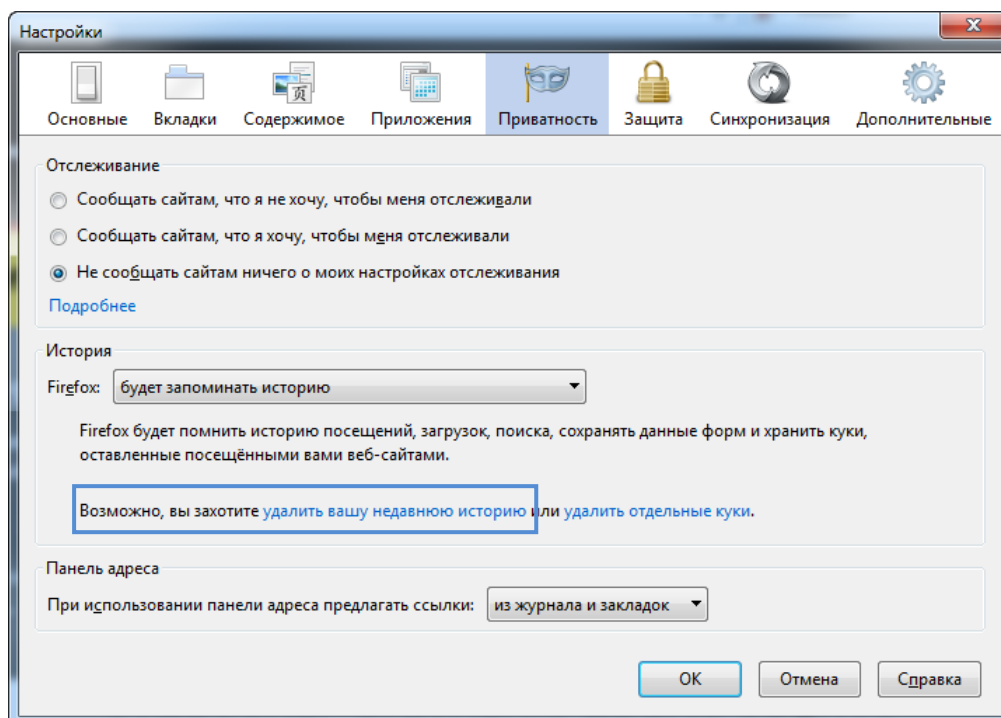 Настройки
Основные Вкладки Содержимое Приложения Приватность Защита Синхронизация Дополнительные
页
Отслеживание
Сообщать сайтам, что я не хочу, чтобы меня отслеживали
Сообщать сайтам, что я хочу, чтобы меня отслеживали
Не сообщать сайтам ничего о моих настройках отслеживания
Подробнее
История
Firefox: будет запоминать историю
Firefox будет помнить историю посещений, загрузок, поиска, сохранять данные форм и хранить куки,
оставленные посещёнными вами веб-сайтами.
Возможно, вы захотите удалить вашу недавнюю историю или удалить отдельные куки.
Панель адреса
При использовании панели адреса предлагать ссылки: из журнала и закладок
ОК Отмена Справка